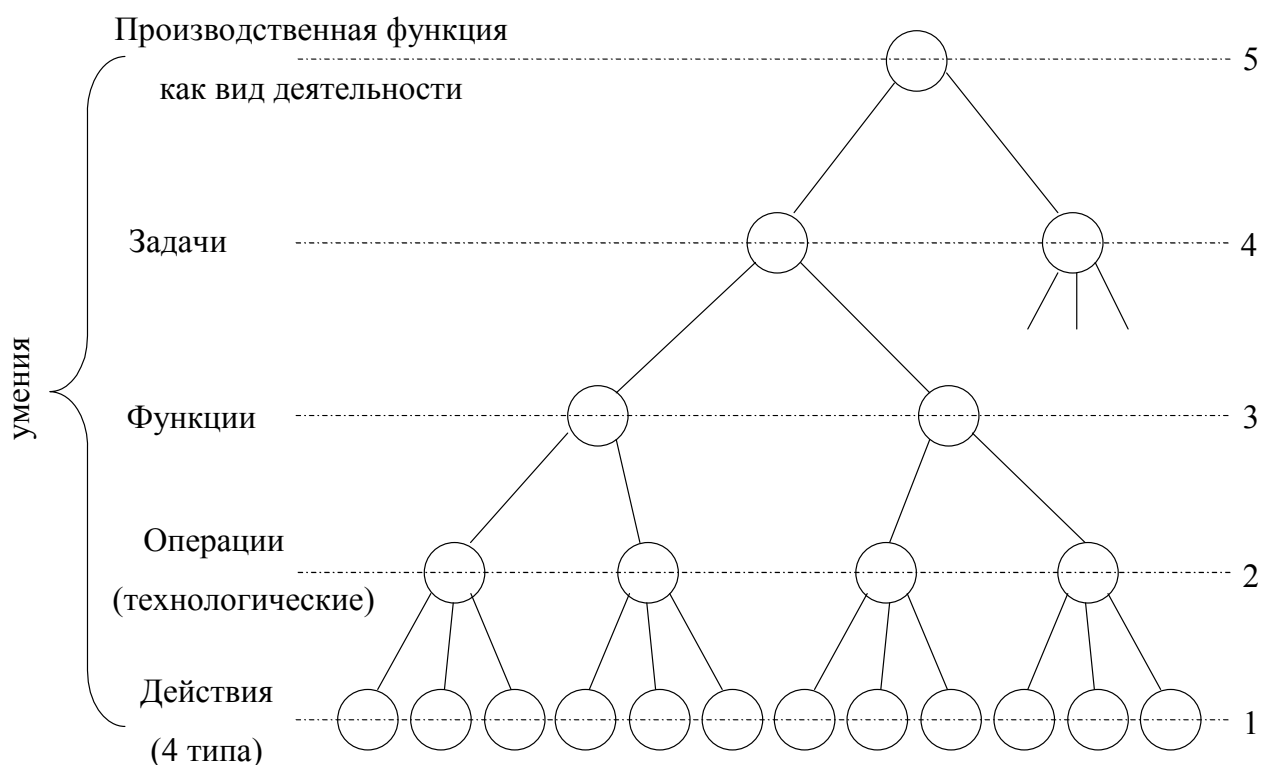 Производственная функция
как вид деятельности
5
Задачи
4
умения
Функции
3
Операции
(технологические)
2
Действия
(4 типа)
1